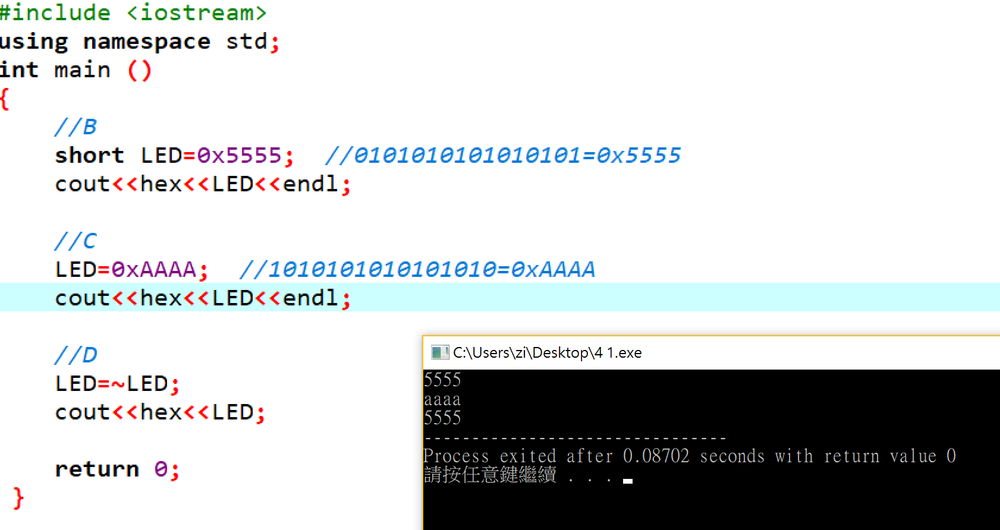 #include <iostream>
using namespace std;
int main ()
{
//B
short LED=0x5555;  //0101010101010101=0x5555
cout<<hex<<LED<<endl;
//C
LED=0xAAAA;  //1010101010101010=0xAAAA
cout<<hex<<LED<<endl;
//D
LED=~LED;
cout<<hex<<LED;
return 0;
}
C:\Users\zi\Desktop\4 1.exe
5555
aaaa
5555
--------------------------------
Process exited after 0.08702 seconds with return value 0
請按任意鍵繼續 . . .